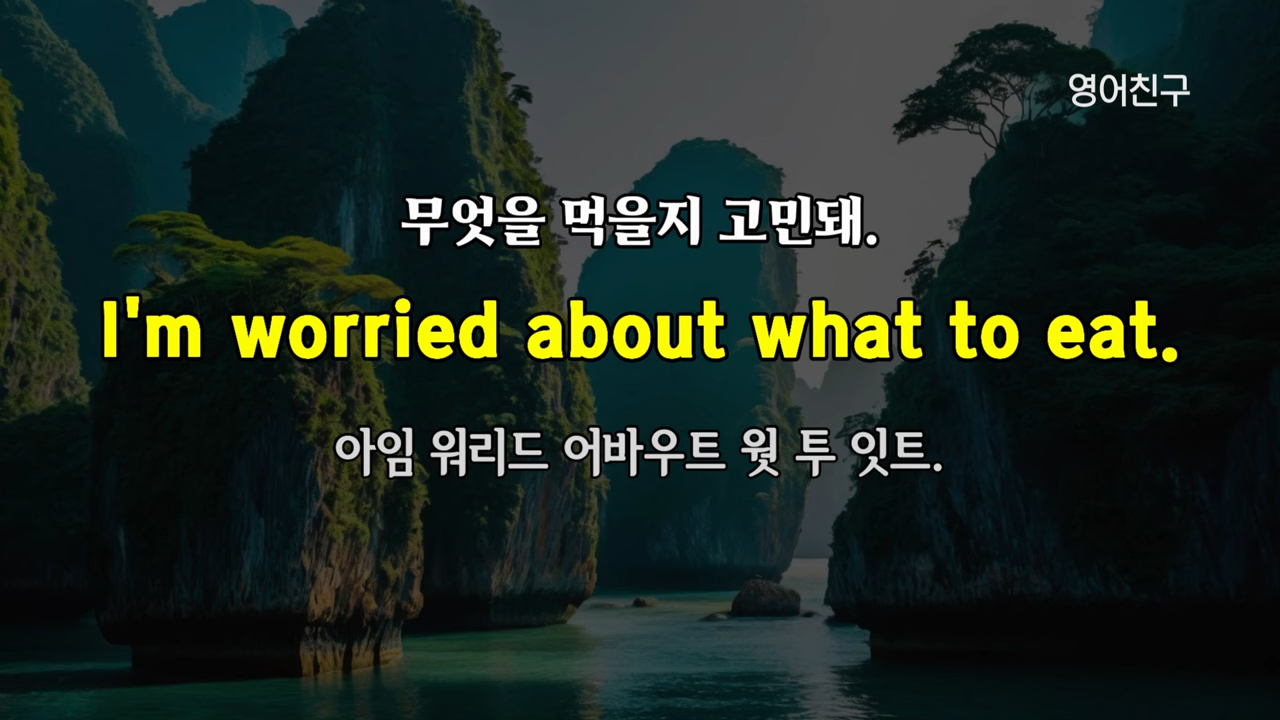 영어친구
무엇을 먹을지 고민돼.
I'm worried about what to eat.
아임 워리드 어바우트 웟 투 잇트.